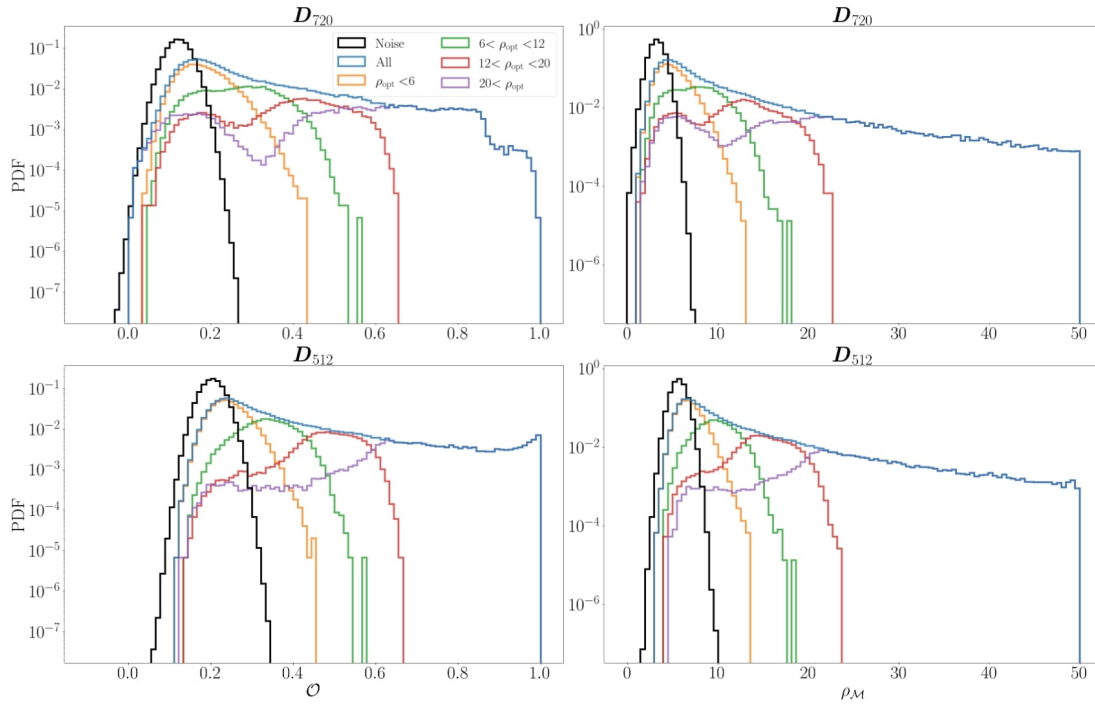 D720
10⁻¹
10⁻²
10⁻³
10⁻⁴
10⁻⁵
10⁻⁶
10⁻⁷
PDF
Noise
All
ρopt <6
6< ρopt <12
12< ρopt <20
20< ρopt
0.0 0.2 0.4 0.6 0.8 1.0
D720
10⁰
10⁻²
10⁻⁴
10⁻⁶
0 10 20 30 40 50
D512
10⁻¹
10⁻²
10⁻³
10⁻⁴
10⁻⁵
10⁻⁶
10⁻⁷
PDF
0.0 0.2 0.4 0.6 0.8 1.0
𝒪
D512
10⁰
10⁻²
10⁻⁴
10⁻⁶
0 10 20 30 40 50
ρℳ